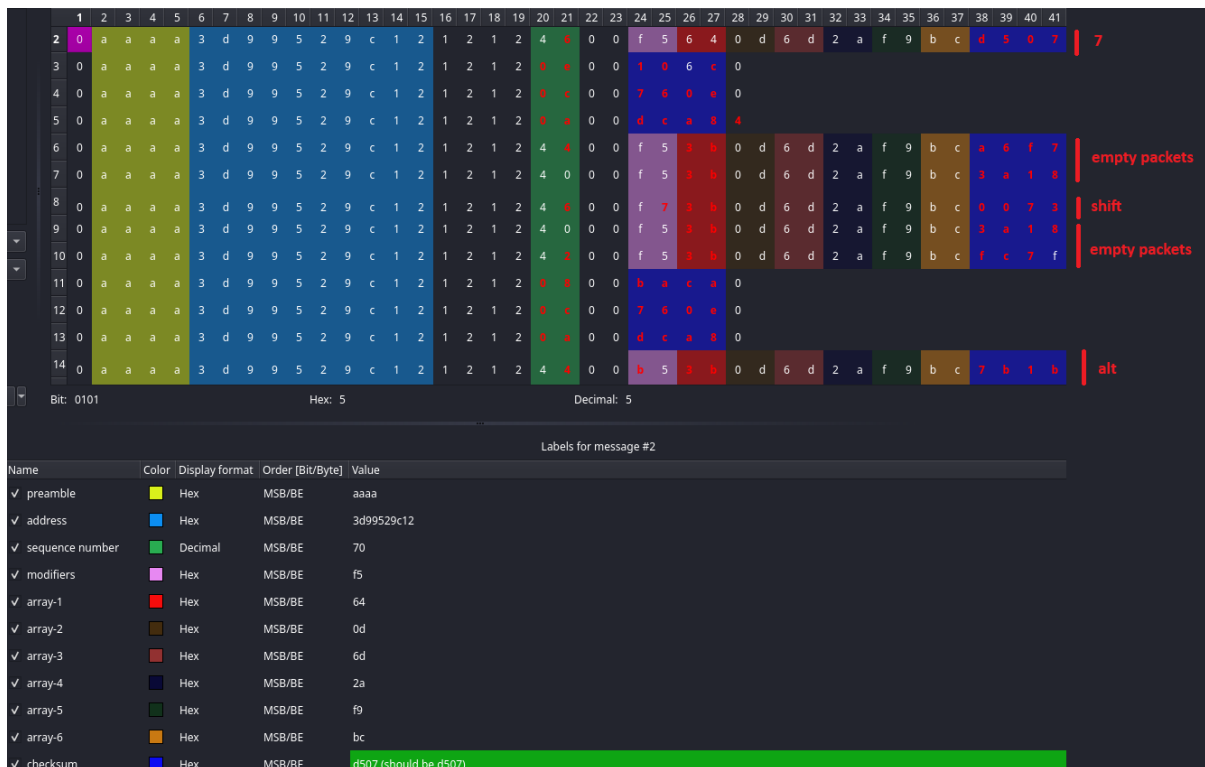 1 2 3 4 5 6 7 8 9 10 11 12 13 14 15 16 17 18 19 20 21 22 23 24 25 26 27 28 29 30 31 32 33 34 35 36 37 38 39 40 41
2 0 a a a a 3 d 9 9 5 2 9 c 1 2 1 2 1 2 4 6 0 0 f 5 6 4 0 d 6 d 2 a f 9 b c d 5 0 7 7
3 0 a a a a 3 d 9 9 5 2 9 c 1 2 1 2 1 2 0 0 1 0 6 c 0
4 0 a a a a 3 d 9 9 5 2 9 c 1 2 1 2 1 2 0 0 7 6 0 e 0
5 0 a a a a 3 d 9 9 5 2 9 c 1 2 1 2 1 2 0 0 d c a 8 4
6 0 a a a a 3 d 9 9 5 2 9 c 1 2 1 2 1 2 4 0 0 f 5 3 b 0 d 6 d 2 a f 9 b c a 6 f 7
empty packets
7 0 a a a a 3 d 9 9 5 2 9 c 1 2 1 2 1 2 4 0 0 0 f 5 3 b 0 d 6 d 2 a f 9 b c 3 a 1 8
8 0 a a a a 3 d 9 9 5 2 9 c 1 2 1 2 1 2 4 0 0 f 7 3 b 0 d 6 d 2 a f 9 b c 0 0 7 3 shift
9 0 a a a a 3 d 9 9 5 2 9 c 1 2 1 2 1 2 4 0 0 0 f 5 3 b 0 d 6 d 2 a f 9 b c 3 a 1 8
empty packets
10 0 a a a a 3 d 9 9 5 2 9 c 1 2 1 2 1 2 4 0 0 f 5 3 b 0 d 6 d 2 a f 9 b c f c 7 f
11 0 a a a a 3 d 9 9 5 2 9 c 1 2 1 2 1 2 0 0 b a c a 0
12 0 a a a a 3 d 9 9 5 2 9 c 1 2 1 2 1 2 0 0 7 6 0 e 0
13 0 a a a a 3 d 9 9 5 2 9 c 1 2 1 2 1 2 0 0 d c a 8 0
14 0 a a a a 3 d 9 9 5 2 9 c 1 2 1 2 1 2 4 0 0 b 5 3 b 0 d 6 d 2 a f 9 b c 7 b 1 b alt
Bit: 0101 Hex: 5 Decimal: 5
Labels for message #2
Name Color Display format Order [Bit/Byte] Value
✓ preamble Hex MSB/BE aaaa
✓ address Hex MSB/BE 3d99529c12
✓ sequence number Decimal MSB/BE 70
✓ modifiers Hex MSB/BE f5
✓ array-1 Hex MSB/BE 64
✓ array-2 Hex MSB/BE 0d
✓ array-3 Hex MSB/BE 6d
✓ array-4 Hex MSB/BE 2a
✓ array-5 Hex MSB/BE f9
✓ array-6 Hex MSB/BE bc
✓ checksum Hex MSB/BE d507 (should be d507)